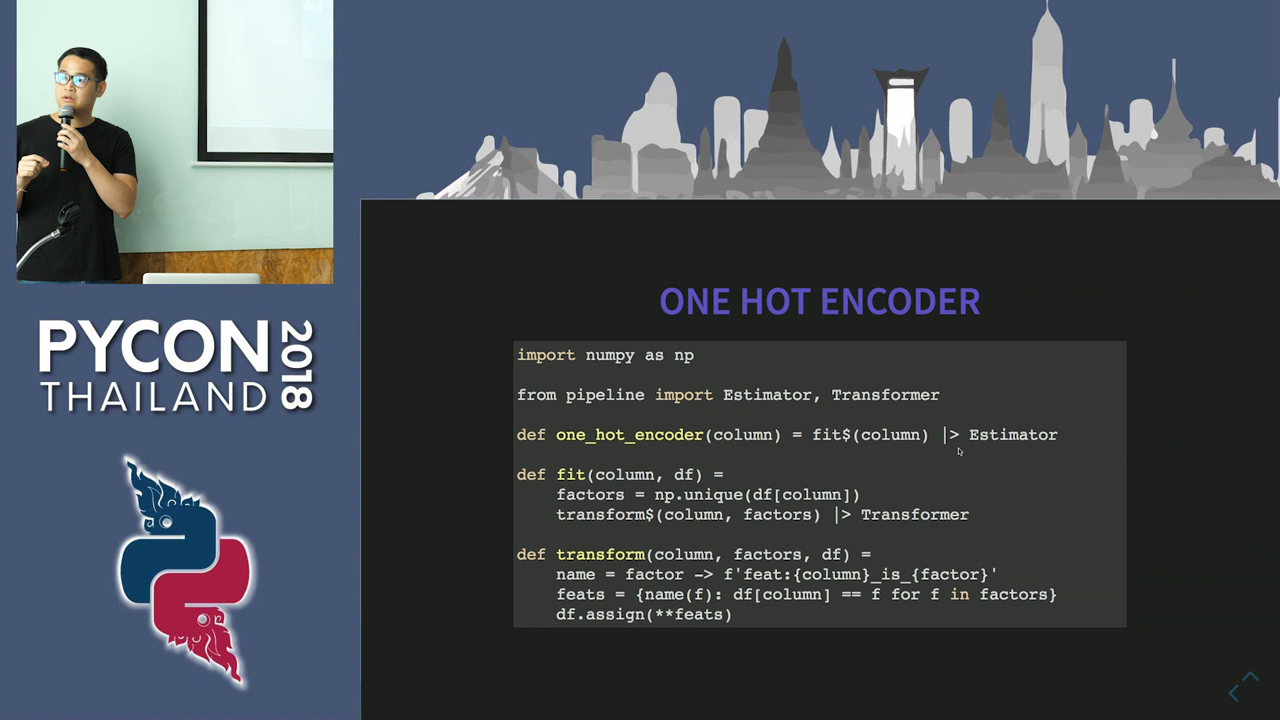 PYCON
THAILAND
2018
ONE HOT ENCODER
import numpy as np
from pipeline import Estimator, Transformer
def one_hot_encoder(column) = fit$(column) |> Estimator
def fit(column, df) =
    factors = np.unique(df[column])
    transform$(column, factors) |> Transformer
def transform(column, factors, df) =
    name = factor -> f'feat:{column}_is_{factor}'
    feats = {name(f): df[column] == f for f in factors}
    df.assign(**feats)